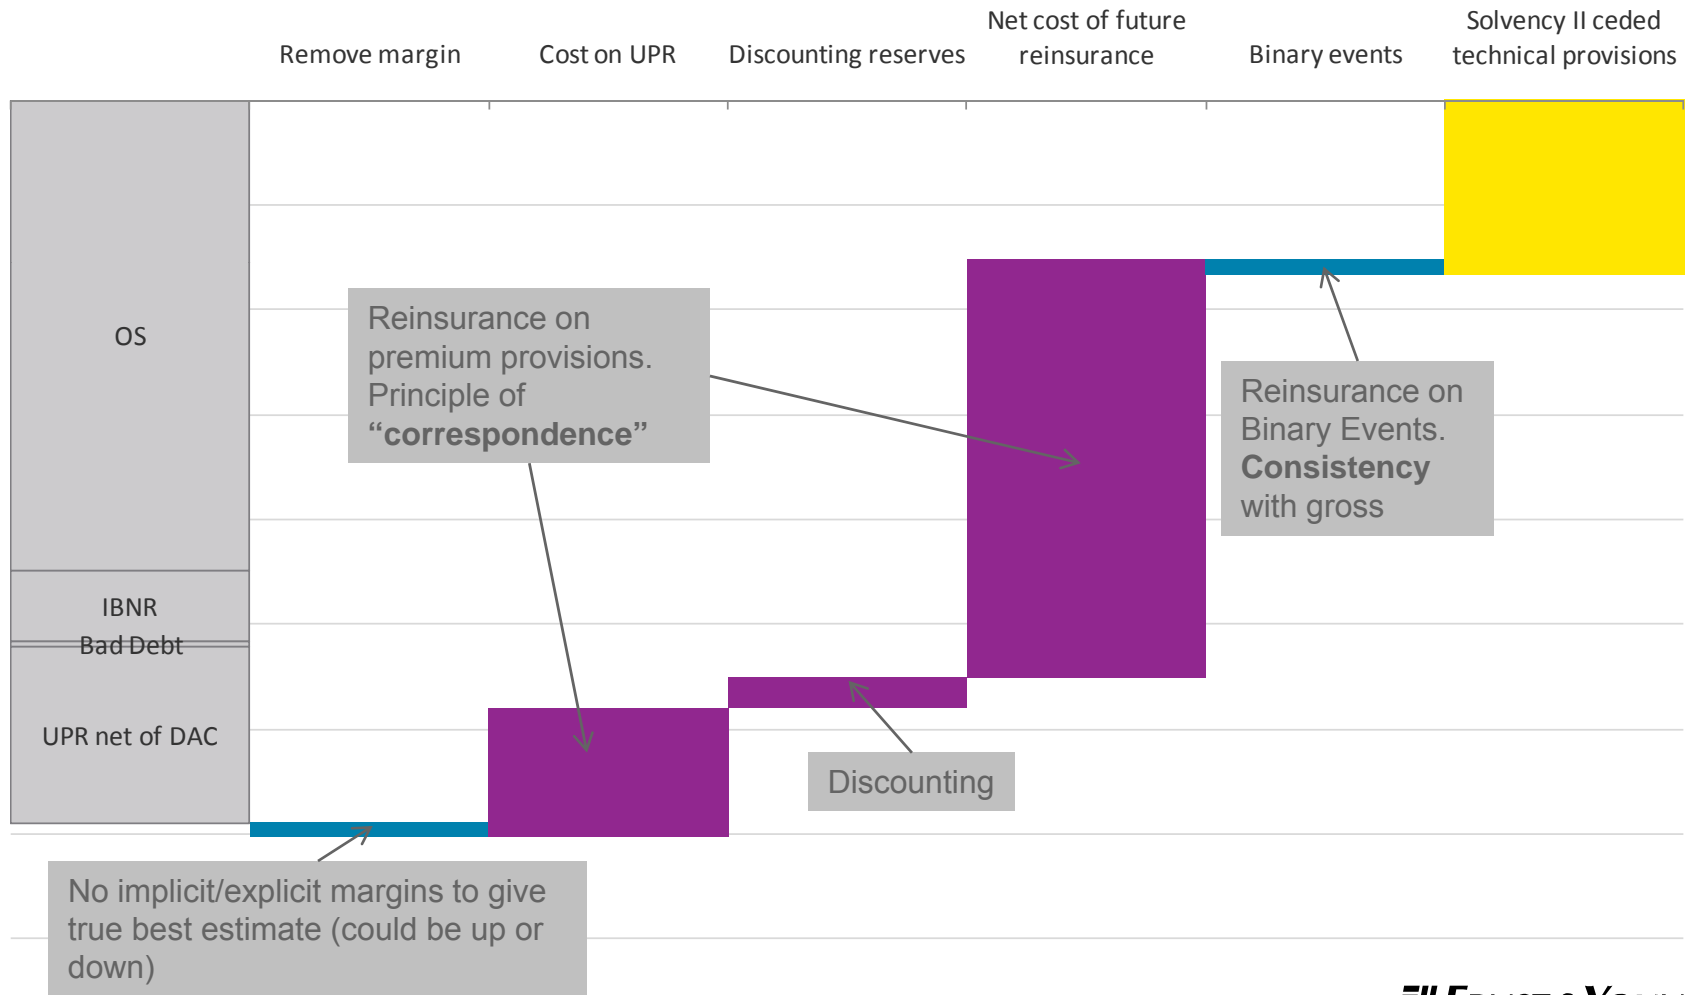 Remove margin
Cost on UPR
Discounting reserves
Net cost of future
reinsurance
Binary events
Solvency II ceded
technical provisions
OS
IBNR
Bad Debt
UPR net of DAC
Reinsurance on
premium provisions.
Principle of
“correspondence”
Reinsurance on
Binary Events.
Consistency
with gross
Discounting
No implicit/explicit margins to give
true best estimate (could be up or
down)